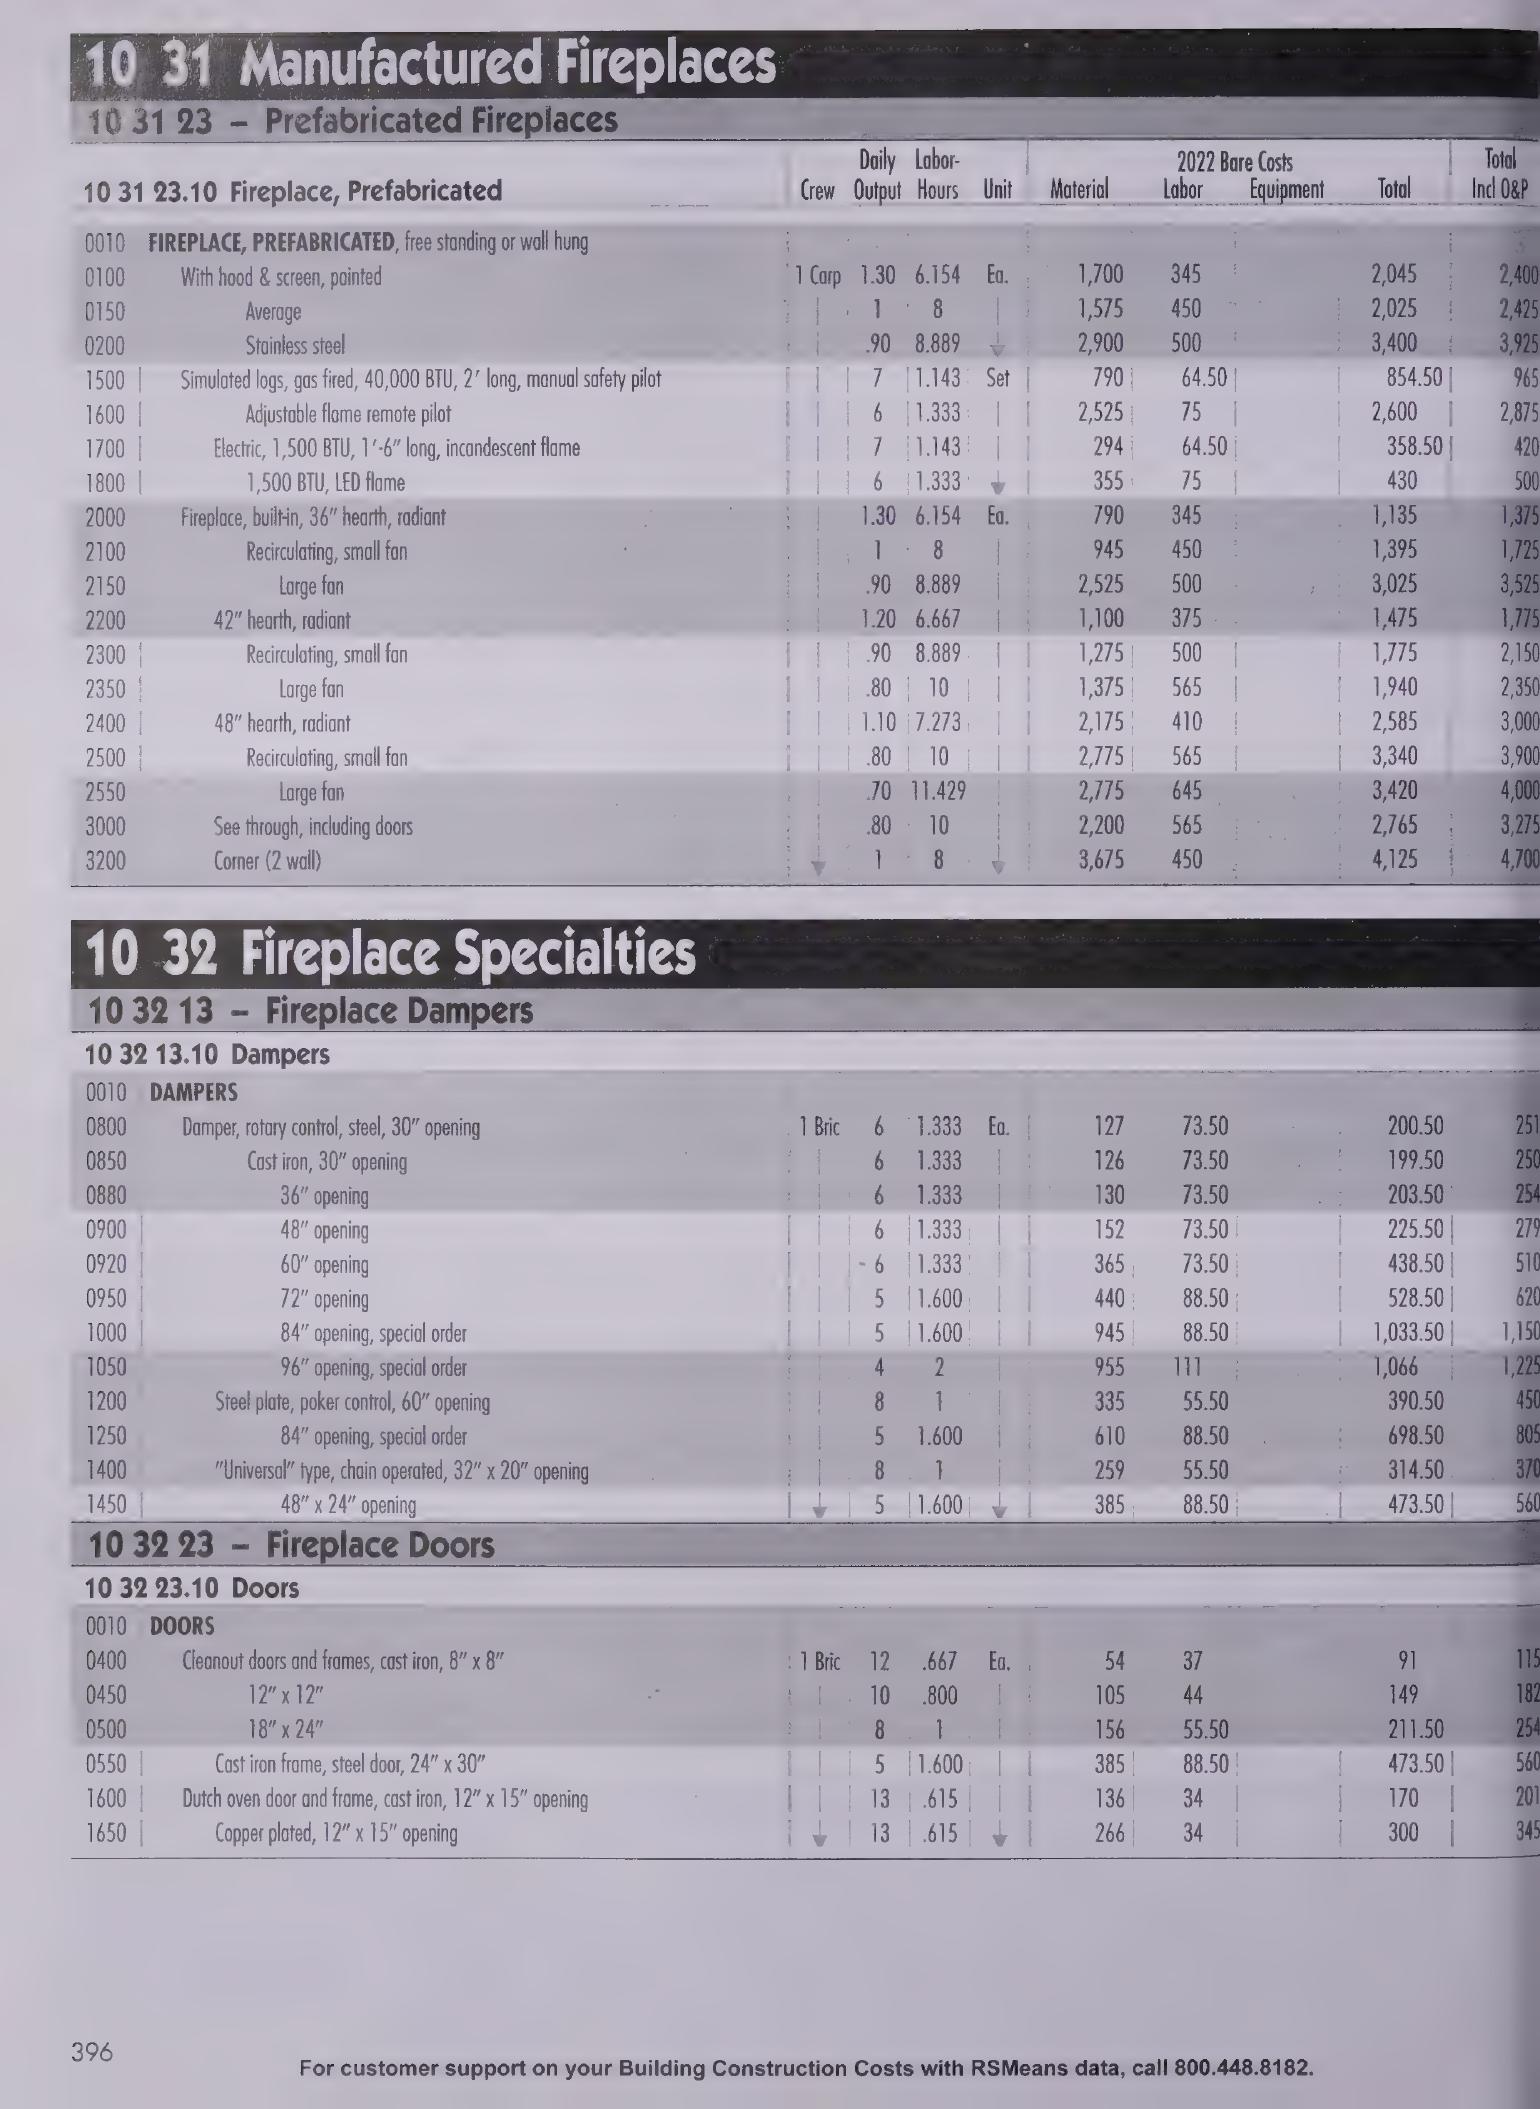 10 31 Manufactured Fireplaces
10 31 23 – Prefabricated Fireplaces
Daily Labor- 2022 Bare Costs Total
10 31 23.10 Fireplace, Prefabricated Crew Output Hours Unit Material Labor Equipment Total Incl O&P
0010 FIREPLACE, PREFABRICATED, free standing or wall hung
0100 With hood & screen, painted 1 Carp 1.30 6.154 Ea. 1,700 345 2,045 2,400
0150 Average 1 8 1,575 450 2,025 2,425
0200 Stainless steel .90 8.889 2,900 500 3,400 3,925
1500 Simulated logs, gas fired, 40,000 BTU, 2' long, manual safety pilot 7 1.143 Set 790 64.50 854.50 965
1600 Adjustable flame remote pilot 6 1.333 2,525 75 2,600 2,875
1700 Electric, 1,500 BTU, 1'-6" long, incandescent flame 7 1.143 294 64.50 358.50 420
1800 1,500 BTU, LED flame 6 1.333 355 75 430 500
2000 Fireplace, built-in, 36" hearth, radiant 1.30 6.154 Ea. 790 345 1,135 1,375
2100 Recirculating, small fan 1 8 945 450 1,395 1,725
2150 Large fan .90 8.889 2,525 500 3,025 3,525
2200 42" hearth, radiant 1.20 6.667 1,100 375 1,475 1,775
2300 Recirculating, small fan .90 8.889 1,275 500 1,775 2,150
2350 Large fan .80 10 1,375 565 1,940 2,350
2400 48" hearth, radiant 1.10 7.273 2,175 410 2,585 3,000
2500 Recirculating, small fan .80 10 2,775 565 3,340 3,900
2550 Large fan .70 11.429 2,775 645 3,420 4,000
3000 See through, including doors .80 10 2,200 565 2,765 3,275
3200 Corner (2 wall) 1 8 3,675 450 4,125 4,700
10 32 Fireplace Specialties
10 32 13 – Fireplace Dampers
10 32 13.10 Dampers
0010 DAMPERS
0800 Damper, rotary control, steel, 30" opening 1 Bric 6 1.333 Ea. 127 73.50 200.50 251
0850 Cast iron, 30" opening 6 1.333 126 73.50 199.50 250
0880 36" opening 6 1.333 130 73.50 203.50 254
0900 48" opening 6 1.333 152 73.50 225.50 279
0920 60" opening 6 1.333 365 73.50 438.50 510
0950 72" opening 5 1.600 440 88.50 528.50 620
1000 84" opening, special order 5 1.600 945 88.50 1,033.50 1,150
1050 96" opening, special order 4 2 955 111 1,066 1,225
1200 Steel plate, poker control, 60" opening 8 1 335 55.50 390.50 450
1250 84" opening, special order 5 1.600 610 88.50 698.50 805
1400 "Universal" type, chain operated, 32" x 20" opening 8 1 259 55.50 314.50 370
1450 48" x 24" opening 5 1.600 385 88.50 473.50 560
10 32 23 – Fireplace Doors
10 32 23.10 Doors
0010 DOORS
0400 Cleanout doors and frames, cast iron, 8" x 8" 1 Bric 12 .667 Ea. 54 37 91 115
0450 12" x 12" 10 .800 105 44 149 182
0500 18" x 24" 8 1 156 55.50 211.50 254
0550 Cast iron frame, steel door, 24" x 30" 5 1.600 385 88.50 473.50 560
1600 Dutch oven door and frame, cast iron, 12" x 15" opening 13 .615 136 34 170 201
1650 Copper plated, 12" x 15" opening 13 .615 266 34 300 345
396
For customer support on your Building Construction Costs with RSMeans data, call 800.448.8182.